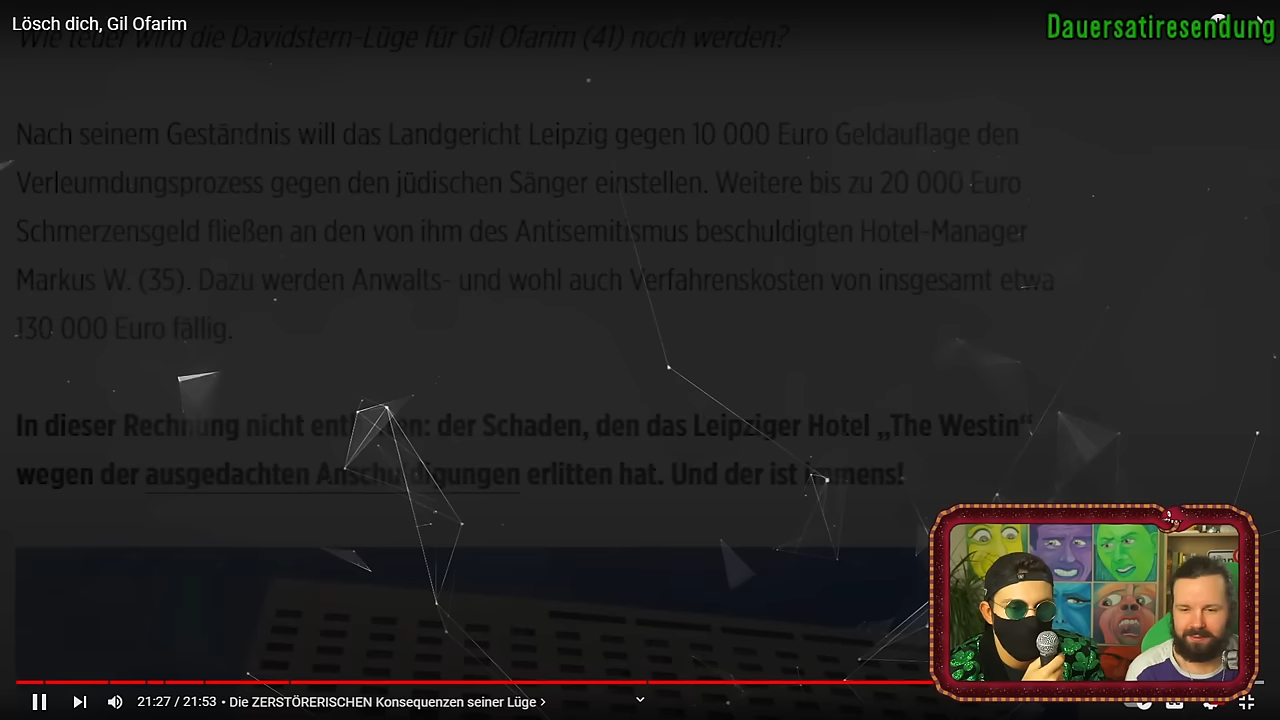 Lösch dich, Gil Ofarim
Dauersatiresendung
Wie teuer wird die Davidstern-Lüge für Gil Ofarim (41) noch werden?
Nach seinem Geständnis will das Landgericht Leipzig gegen 10 000 Euro Geldauflage den
Verleumdungsprozess gegen den jüdischen Sänger einstellen. Weitere bis zu 20 000 Euro
Schmerzensgeld fließen an den von ihm des Antisemitismus beschuldigten Hotel-Manager
Markus W. (35). Dazu werden Anwalts- und wohl auch Verfahrenskosten von insgesamt etwa
130 000 Euro fällig.
In dieser Rechnung nicht enthalten: der Schaden, den das Leipziger Hotel „The Westin“
wegen der ausgedachten Anschuldigungen erlitten hat. Und der ist immens!
21:27 / 21:53 • Die ZERSTÖRERISCHEN Konsequenzen seiner Lüge